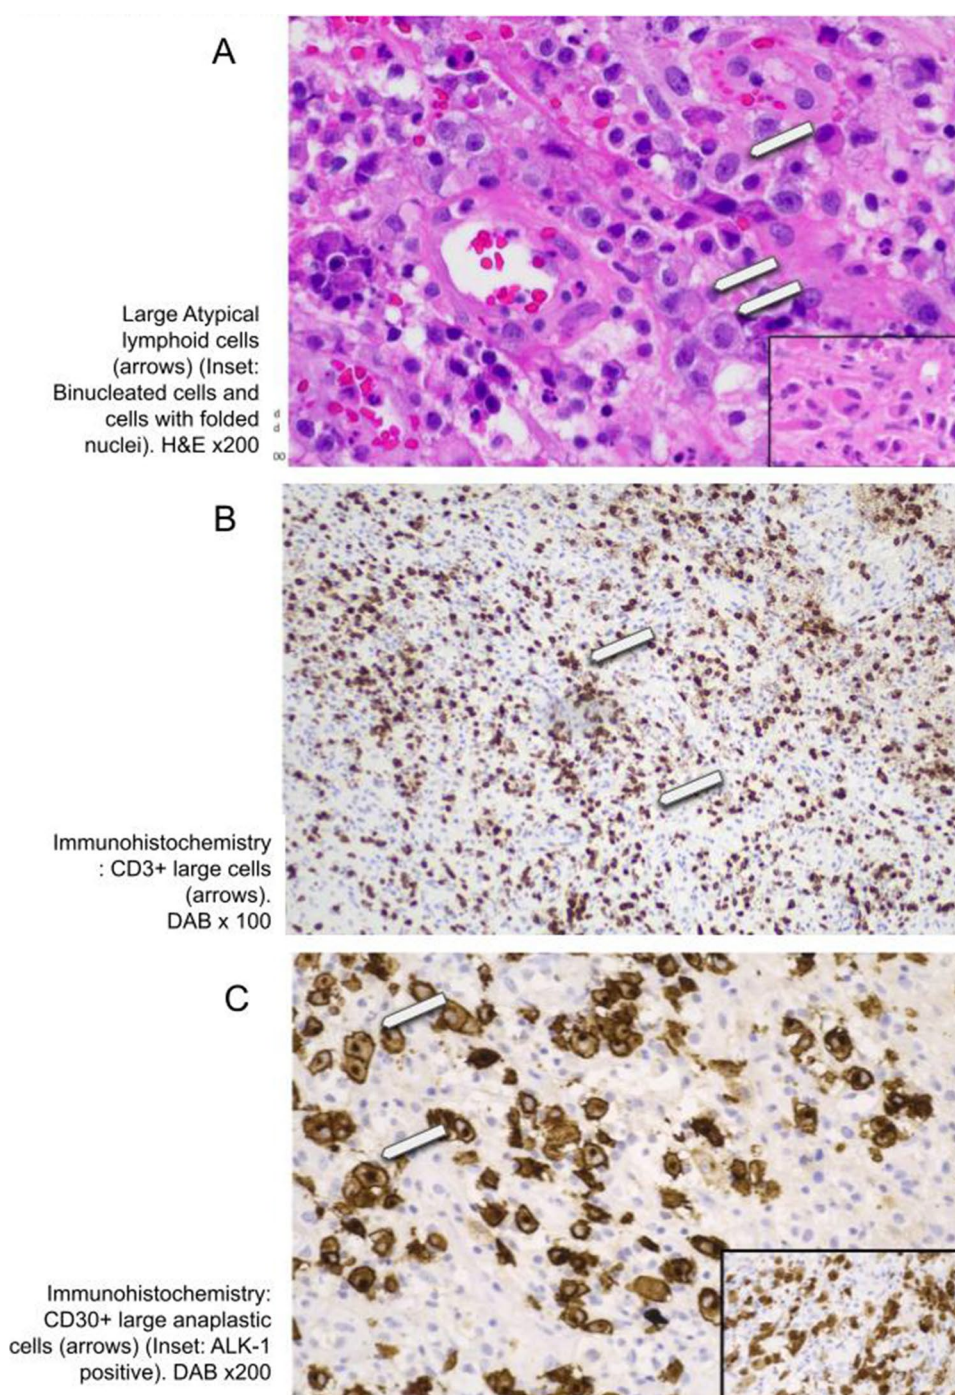 A
Large Atypical
lymphoid cells
(arrows) (Inset:
Binucleated cells and
cells with folded
nuclei). H&E x200
d
d
00
B
Immunohistochemistry
: CD3+ large cells
(arrows).
DAB x 100
C
Immunohistochemistry:
CD30+ large anaplastic
cells (arrows) (Inset: ALK-1
positive). DAB x200